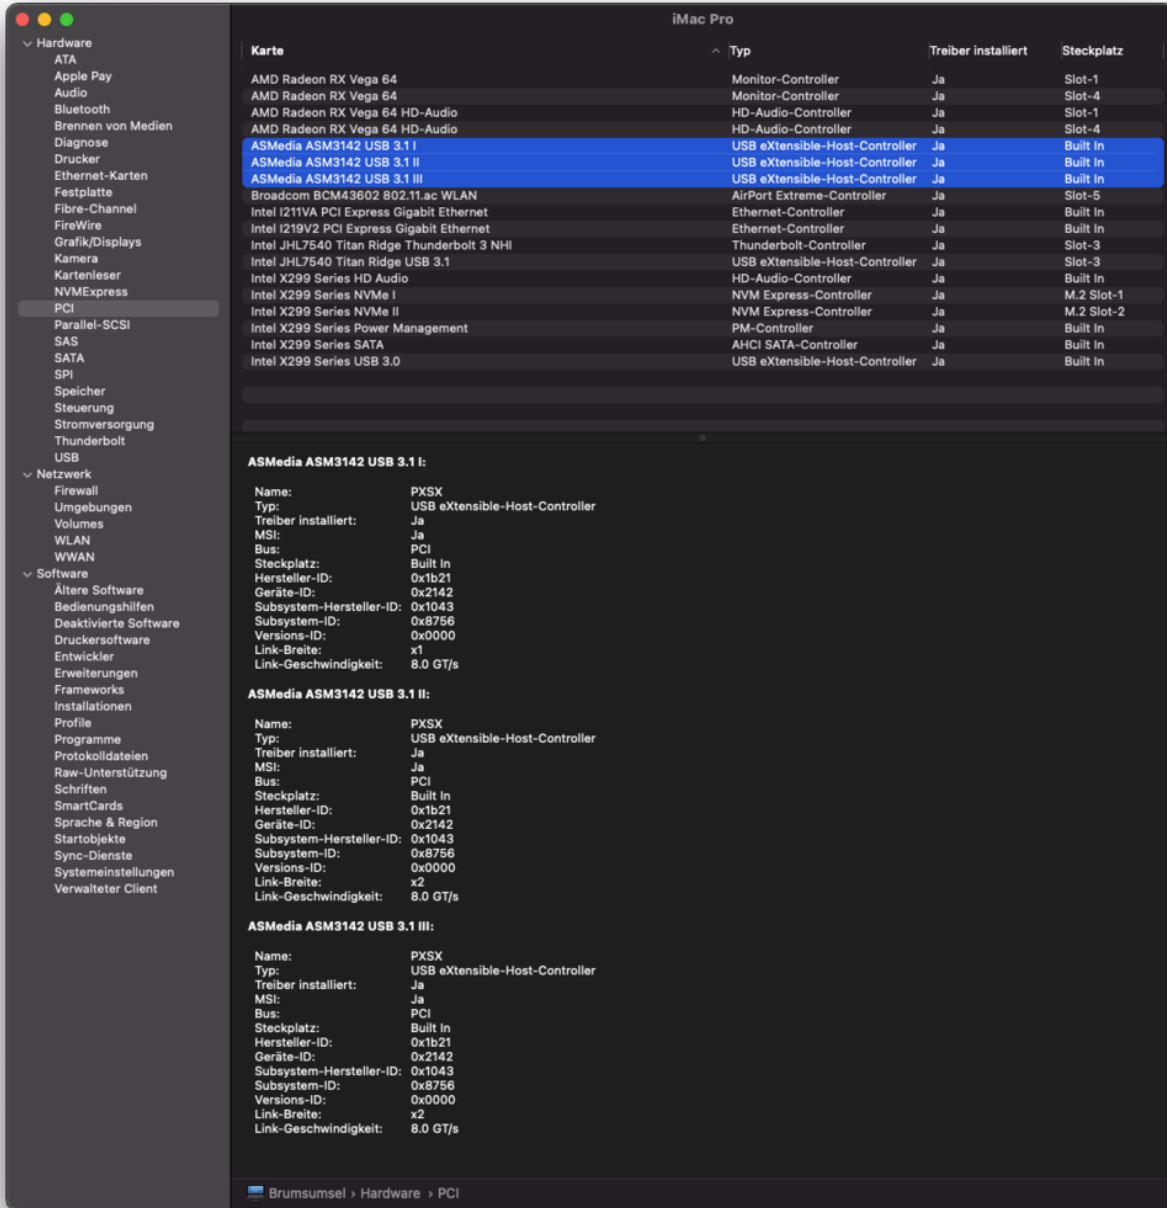 iMac Pro
Hardware
ATA
Apple Pay
Audio
Bluetooth
Brennen von Medien
Diagnose
Drucker
Ethernet-Karten
Festplatte
Fibre-Channel
FireWire
Grafik/Displays
Kamera
Kartenleser
NVMExpress
PCI
Parallel-SCSI
SAS
SATA
SPI
Speicher
Steuerung
Stromversorgung
Thunderbolt
USB
Netzwerk
Firewall
Umgebungen
Volumes
WLAN
WWAN
Software
Ältere Software
Bedienungshilfen
Deaktivierte Software
Druckersoftware
Entwickler
Erweiterungen
Frameworks
Installationen
Profile
Programme
Protokolldateien
Raw-Unterstützung
Schriften
SmartCards
Sprache & Region
Startobjekte
Sync-Dienste
Systemeinstellungen
Verwalteter Client
Karte Typ Treiber installiert Steckplatz
AMD Radeon RX Vega 64 Monitor-Controller Ja Slot-1
AMD Radeon RX Vega 64 Monitor-Controller Ja Slot-4
AMD Radeon RX Vega 64 HD-Audio HD-Audio-Controller Ja Slot-1
AMD Radeon RX Vega 64 HD-Audio HD-Audio-Controller Ja Slot-4
ASMedia ASM3142 USB 3.1 I USB eXtensible-Host-Controller Ja Built In
ASMedia ASM3142 USB 3.1 II USB eXtensible-Host-Controller Ja Built In
ASMedia ASM3142 USB 3.1 III USB eXtensible-Host-Controller Ja Built In
Broadcom BCM43602 802.11.ac WLAN AirPort Extreme-Controller Ja Slot-5
Intel I211VA PCI Express Gigabit Ethernet Ethernet-Controller Ja Built In
Intel I219V2 PCI Express Gigabit Ethernet Ethernet-Controller Ja Built In
Intel JHL7540 Titan Ridge Thunderbolt 3 NHI Thunderbolt-Controller Ja Slot-3
Intel JHL7540 Titan Ridge USB 3.1 USB eXtensible-Host-Controller Ja Slot-3
Intel X299 Series HD Audio HD-Audio-Controller Ja Built In
Intel X299 Series NVMe I NVM Express-Controller Ja M.2 Slot-1
Intel X299 Series NVMe II NVM Express-Controller Ja M.2 Slot-2
Intel X299 Series Power Management PM-Controller Ja Built In
Intel X299 Series SATA AHCI SATA-Controller Ja Built In
Intel X299 Series USB 3.0 USB eXtensible-Host-Controller Ja Built In
ASMedia ASM3142 USB 3.1 I:
Name: PXSX
Typ: USB eXtensible-Host-Controller
Treiber installiert: Ja
MSI: Ja
Bus: PCI
Steckplatz: Built In
Hersteller-ID: 0x1b21
Geräte-ID: 0x2142
Subsystem-Hersteller-ID: 0x1043
Subsystem-ID: 0x8756
Versions-ID: 0x0000
Link-Breite: x1
Link-Geschwindigkeit: 8.0 GT/s
ASMedia ASM3142 USB 3.1 II:
Name: PXSX
Typ: USB eXtensible-Host-Controller
Treiber installiert: Ja
MSI: Ja
Bus: PCI
Steckplatz: Built In
Hersteller-ID: 0x1b21
Geräte-ID: 0x2142
Subsystem-Hersteller-ID: 0x1043
Subsystem-ID: 0x8756
Versions-ID: 0x0000
Link-Breite: x2
Link-Geschwindigkeit: 8.0 GT/s
ASMedia ASM3142 USB 3.1 III:
Name: PXSX
Typ: USB eXtensible-Host-Controller
Treiber installiert: Ja
MSI: Ja
Bus: PCI
Steckplatz: Built In
Hersteller-ID: 0x1b21
Geräte-ID: 0x2142
Subsystem-Hersteller-ID: 0x1043
Subsystem-ID: 0x8756
Versions-ID: 0x0000
Link-Breite: x2
Link-Geschwindigkeit: 8.0 GT/s
Brumsumsel › Hardware › PCI